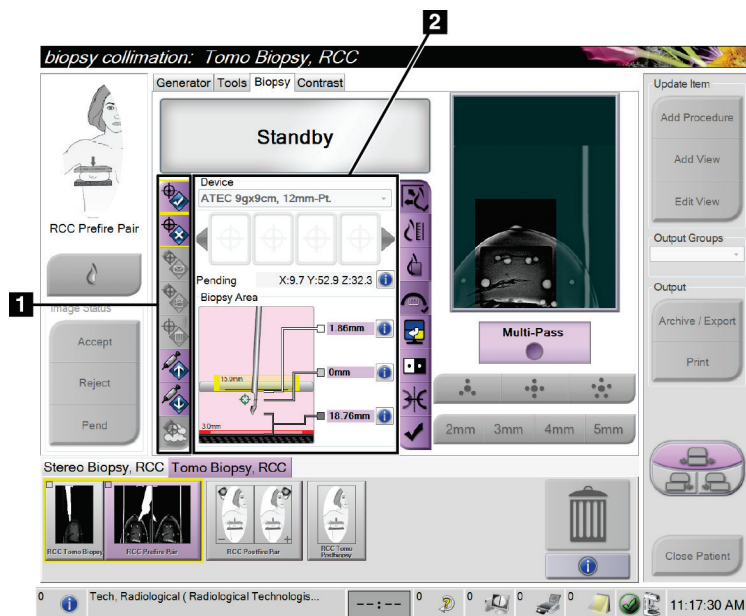 2
biopsy collimation: Tomo Biopsy, RCC
Generator Tools Biopsy Contrast
Update Item
Standby
Add Procedure
Add View
Edit View
Device
ATEC 9gx9cm, 12mm-Pt.
RCC Prefire Pair
Output Groups
Pending X:9.7 Y:52.9 Z:32.3
Biopsy Area
1
Image Status
Output
1.86mm
Multi-Pass
Archive / Export
Accept
15.0mm
0mm
Print
Reject
18.76mm
Pend
3.0mm
2mm 3mm 4mm 5mm
Stereo Biopsy, RCC Tomo Biopsy, RCC
RCC Tomo Biopsy
RCC Prefire Pair
- +
RCC Postfire Pair
RCC Tomo
Postbiopsy
Close Patient
0 Tech, Radiological ( Radiological Technologis... --:-- 0 0 0 0 11:17:30 AM